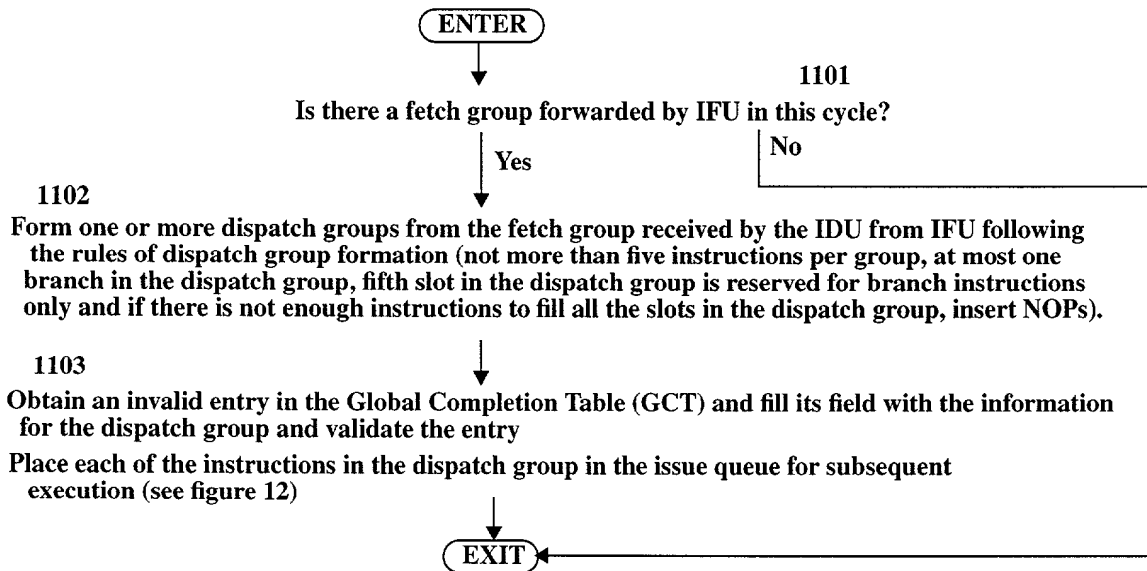 ENTER
1101
Is there a fetch group forwarded by IFU in this cycle?
No
Yes
1102
Form one or more dispatch groups from the fetch group received by the IDU from IFU following
the rules of dispatch group formation (not more than five instructions per group, at most one
branch in the dispatch group, fifth slot in the dispatch group is reserved for branch instructions
only and if there is not enough instructions to fill all the slots in the dispatch group, insert NOPs).
1103
Obtain an invalid entry in the Global Completion Table (GCT) and fill its field with the information
for the dispatch group and validate the entry
Place each of the instructions in the dispatch group in the issue queue for subsequent
execution (see figure 12)
EXIT